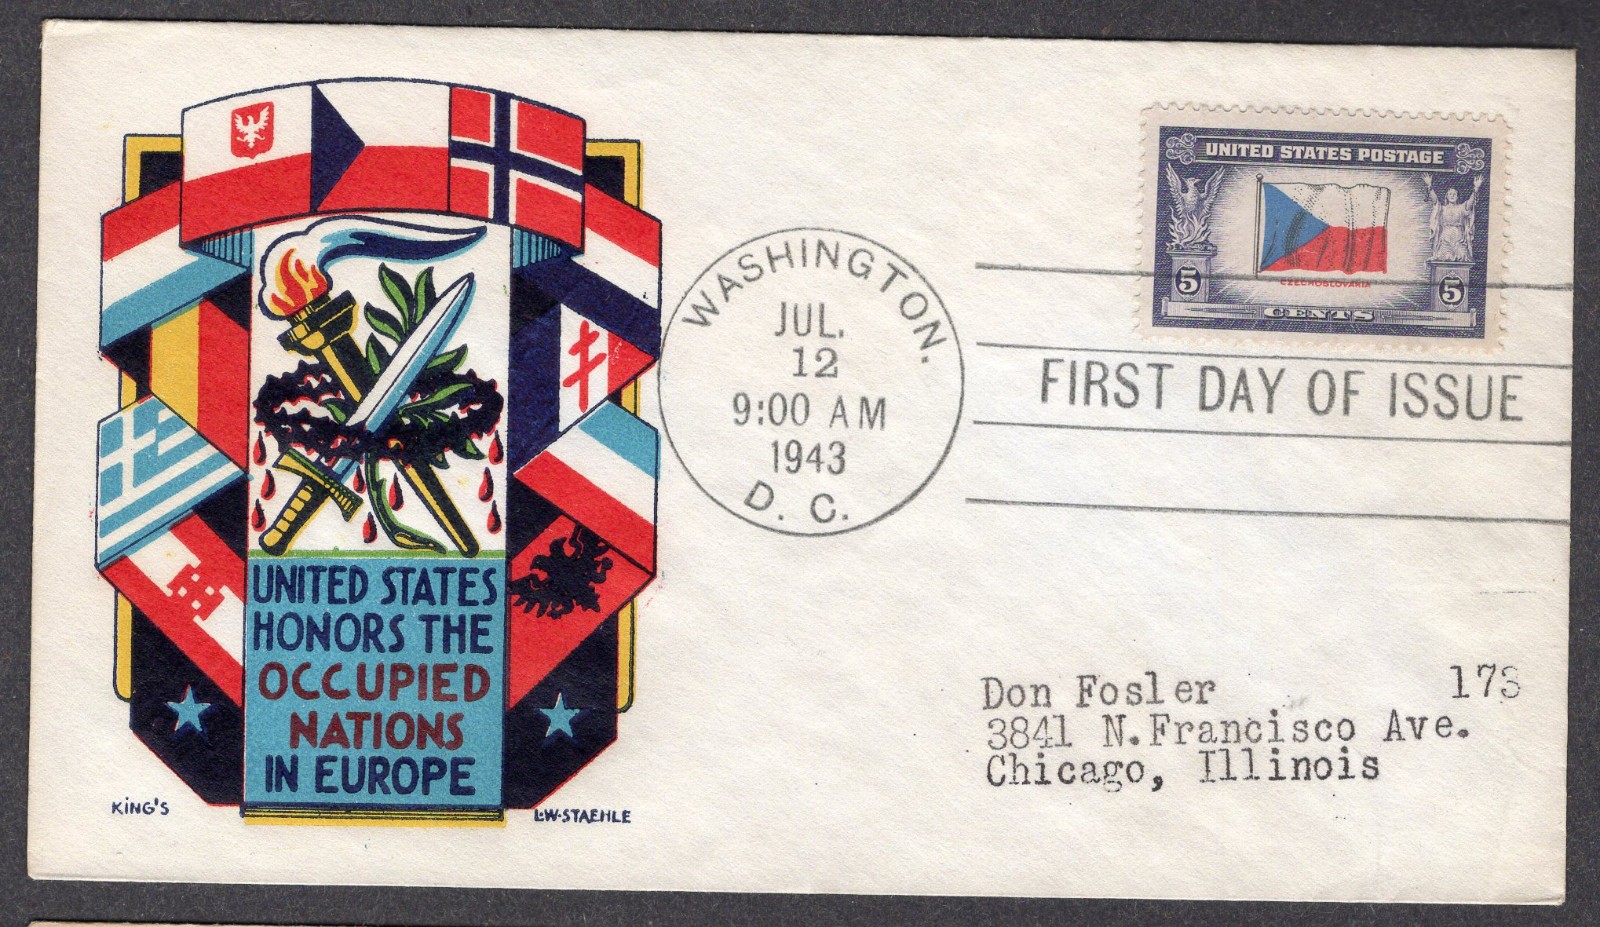 UNITED STATES
HONORS THE
OCCUPIED
NATIONS
IN EUROPE
KiNG'S
L·W·STAEHLE
WASHINGTON.
JUL.
12
9:00 AM
1943
D. C.
UNITED STATES POSTAGE
CZECHOSLOVAKIA
5
5
CENTS
FIRST DAY OF ISSUE
Don Fosler
3841 N.Francisco Ave.
Chicago, Illinois